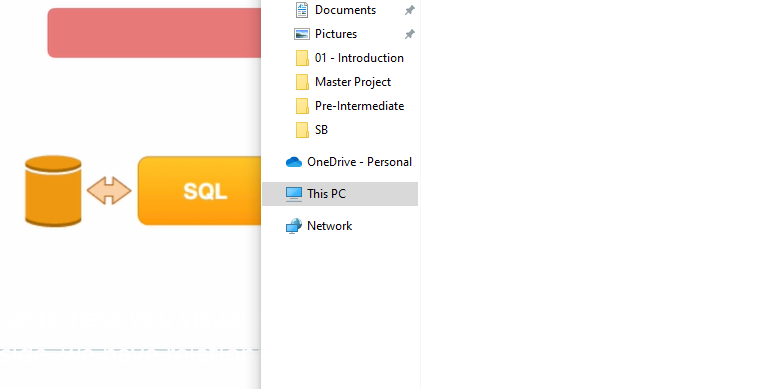 Documents
Pictures
01 - Introduction
Master Project
Pre-Intermediate
SB
OneDrive - Personal
This PC
Network
SQL